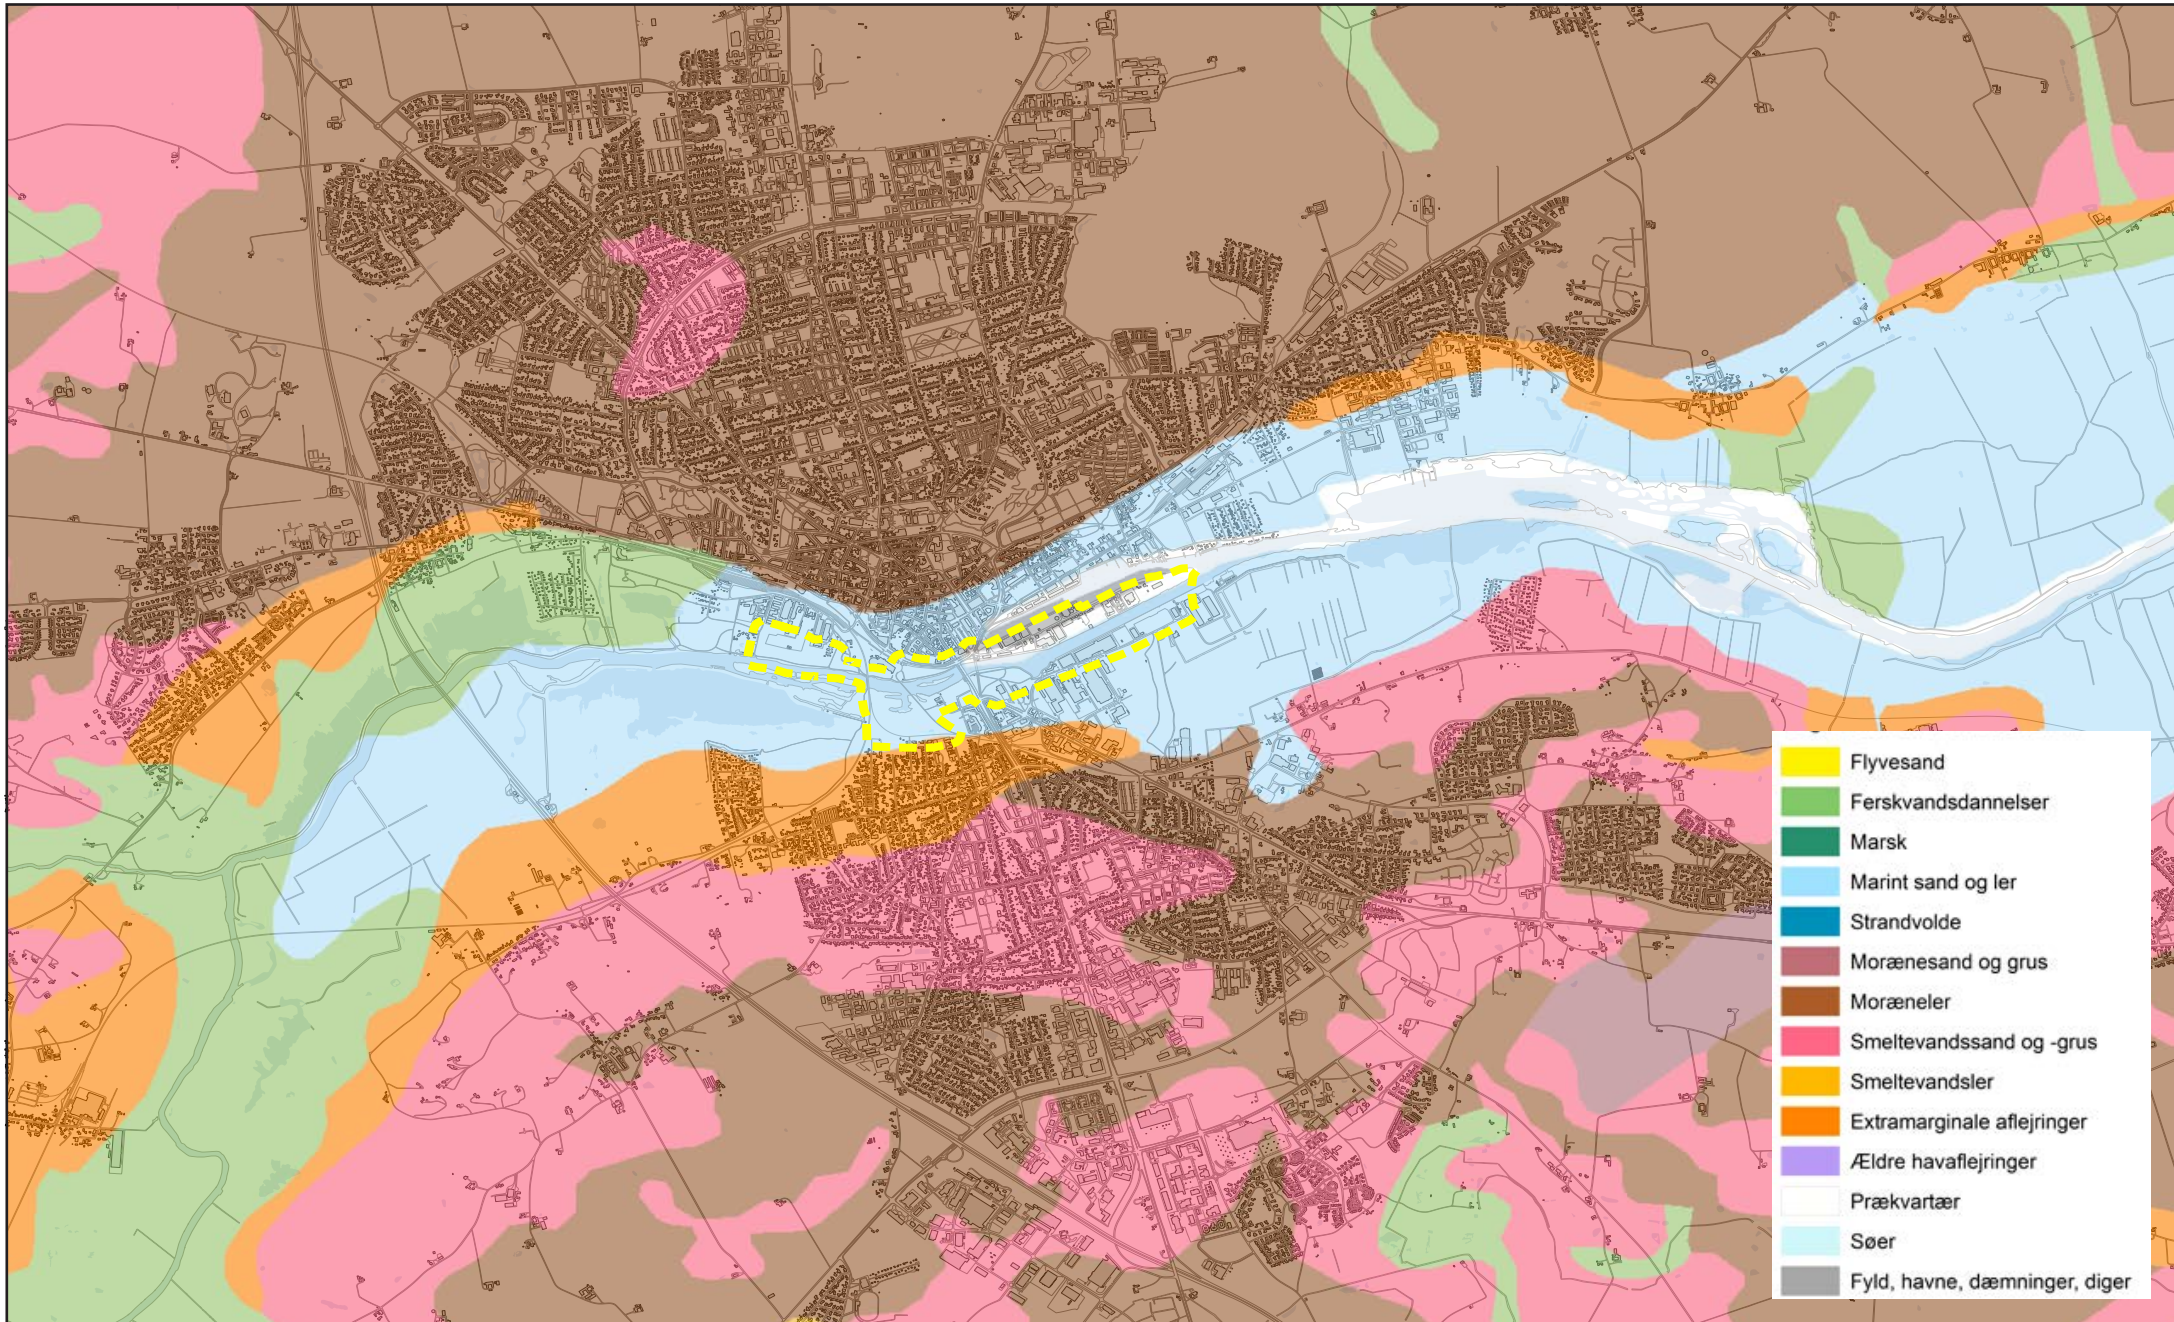 Flyvesand
Ferskvandsdannelser
Marsk
Marint sand og ler
Strandvolde
Morænesand og grus
Moræneler
Smeltevandssand og -grus
Smeltevandsler
Extramarginale aflejringer
Ældre havaflejringer
Prækvartær
Søer
Fyld, havne, dæmninger, diger